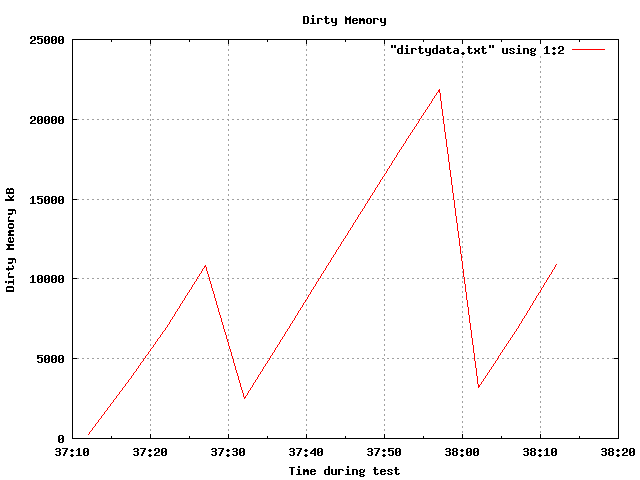 Dirty Memory
"dirtydata.txt" using 1:2
25000
20000
15000
10000
5000
0
Dirty Memory kB
37:10 37:20 37:30 37:40 37:50 38:00 38:10 38:20
Time during test